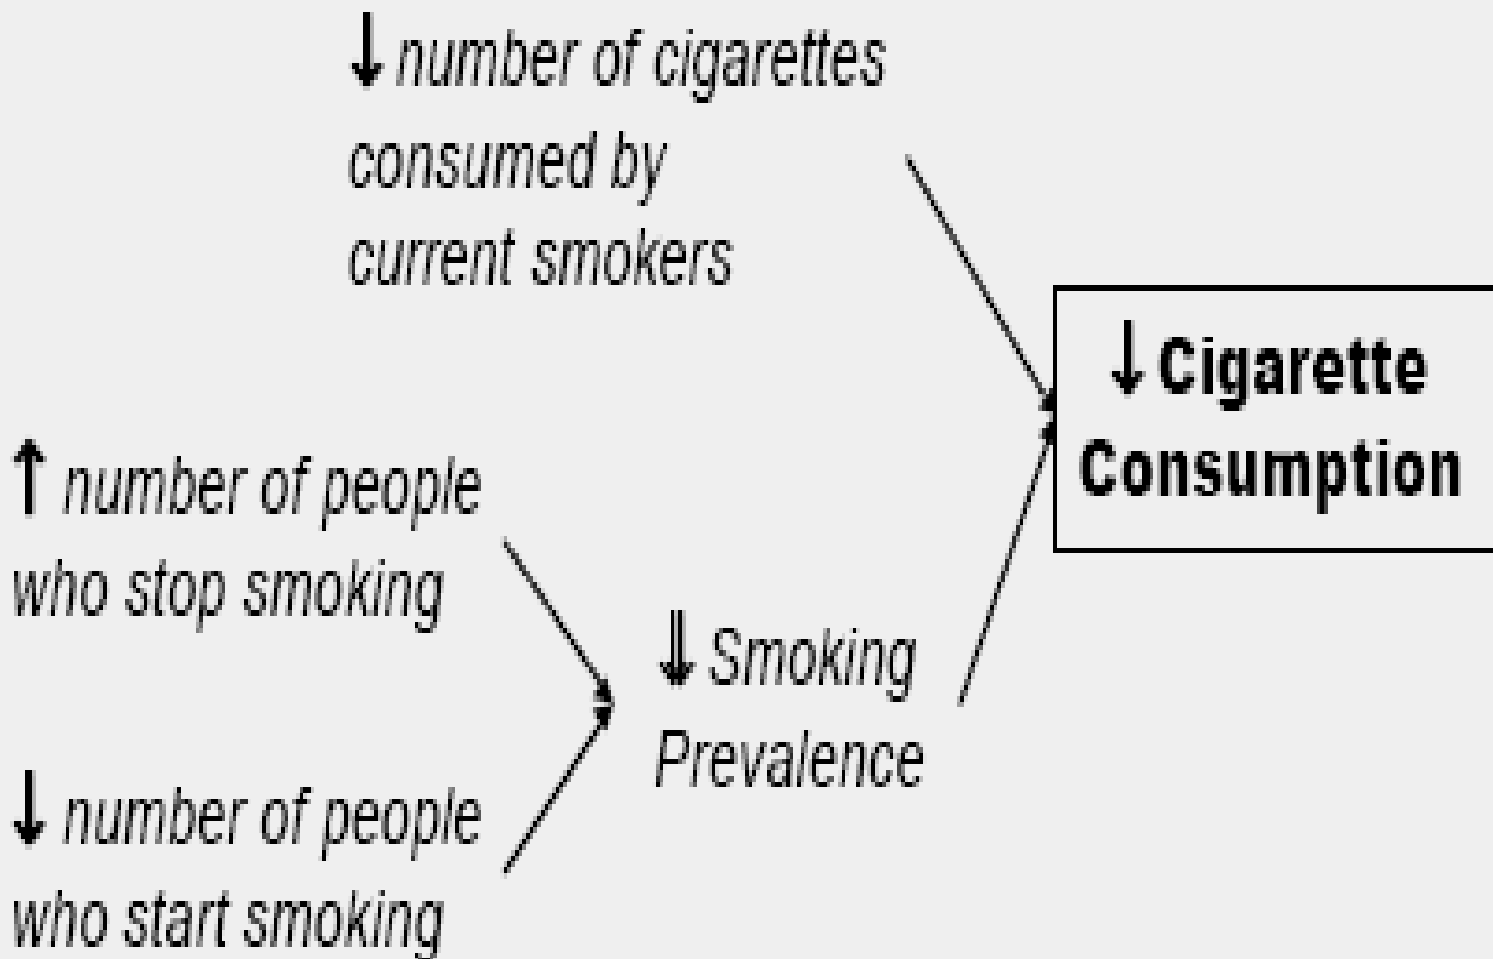 ↓ number of cigarettes
consumed by
current smokers
↓ Cigarette
Consumption
↑ number of people
who stop smoking
⇓ Smoking
Prevalence
↓ number of people
who start smoking